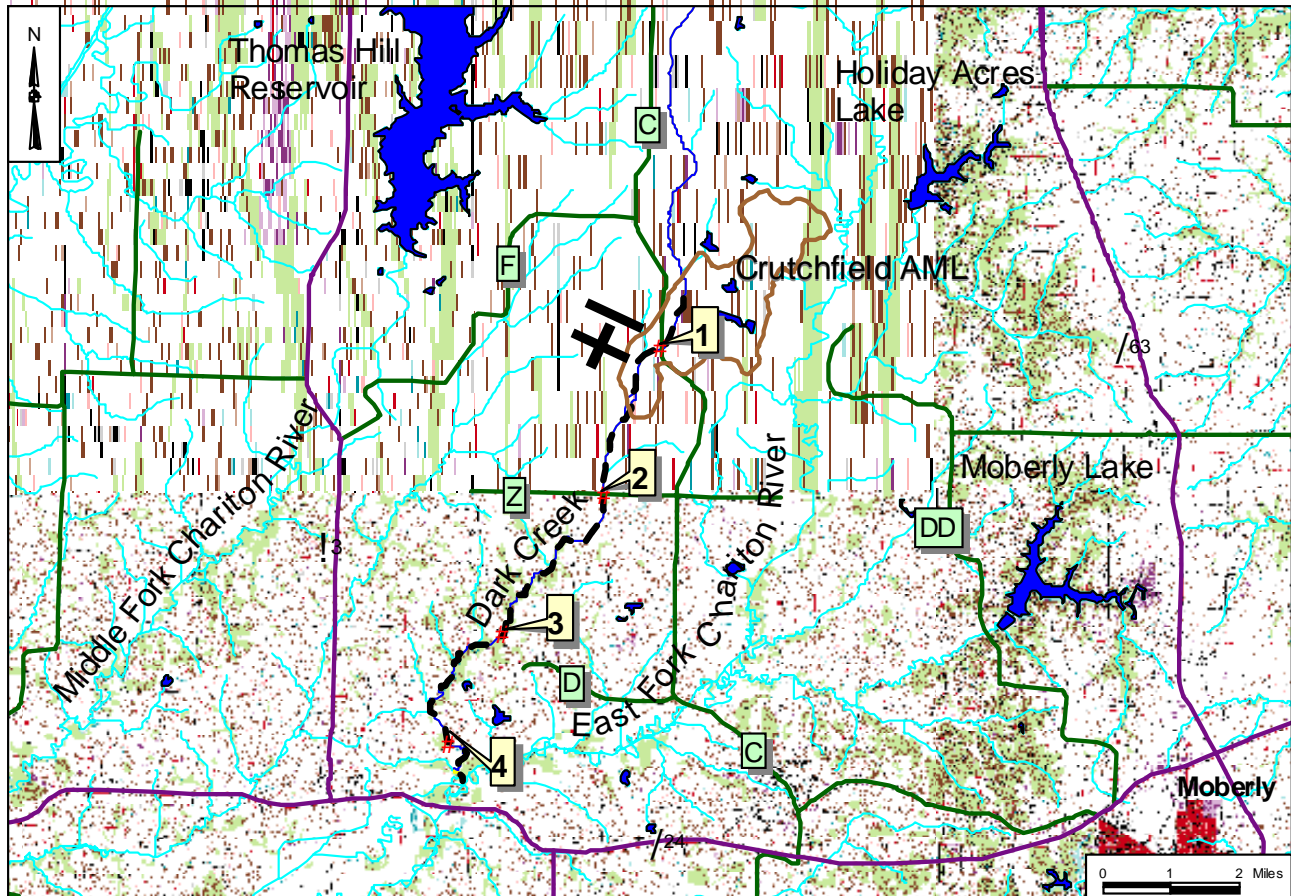 N
Thomas Hill
Reservoir
C
Holiday Acres
Lake
F
Crutchfield AML
1
/63
Moberly Lake
2
Z
DD
Middle Fork Chariton River
! 3
Dark Creek
East Fork Chariton River
3
D
C
4
Moberly
/24
0 1 2 Miles